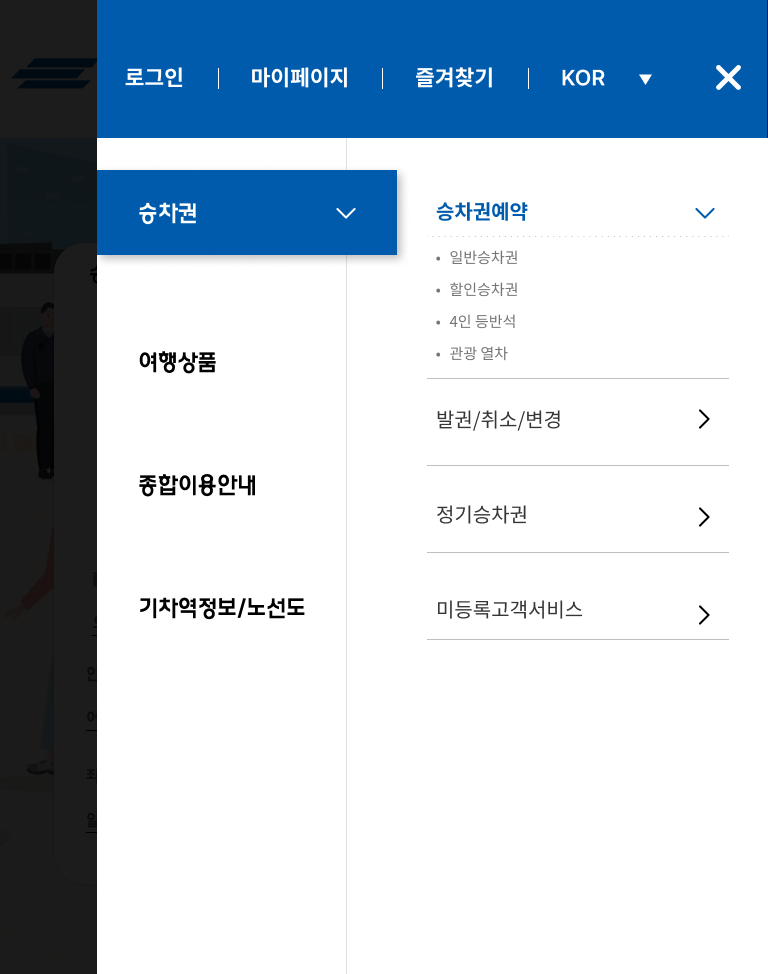 로그인 마이페이지 즐겨찾기 KOR
승차권
여행상품
종합이용안내
기차역정보/노선도
승차권예약
일반승차권
할인승차권
4인 등반석
관광 열차
발권/취소/변경
정기승차권
미등록고객서비스